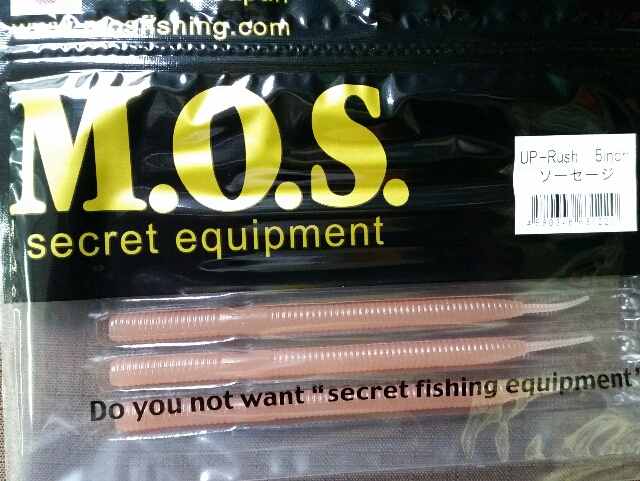 M.O.S.
secret equipment
UP-Rush 5inch
ソーセージ
Do you not want "secret fishing equipment"